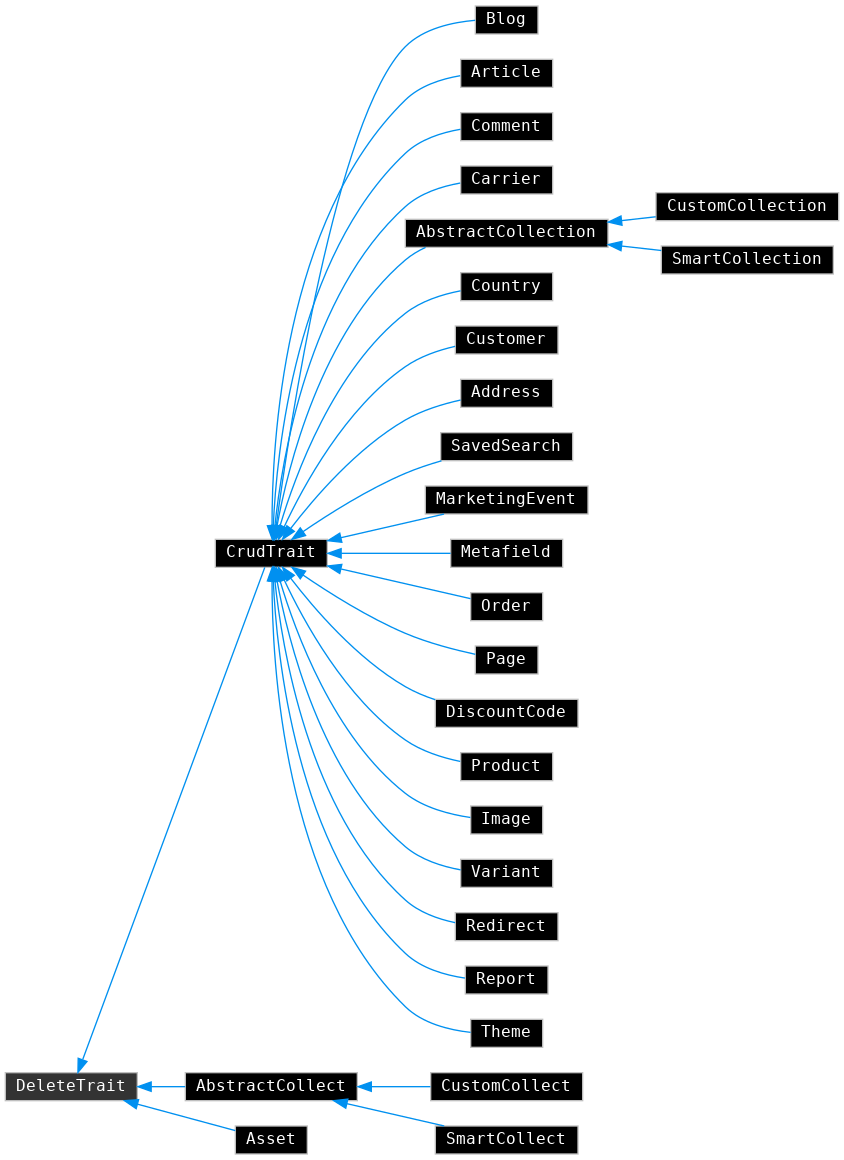 Blog
Article
Comment
Carrier
CustomCollection
AbstractCollection
SmartCollection
Country
Customer
Address
SavedSearch
MarketingEvent
CrudTrait
Metafield
Order
Page
DiscountCode
Product
Image
Variant
Redirect
Report
Theme
DeleteTrait
AbstractCollect
CustomCollect
Asset
SmartCollect